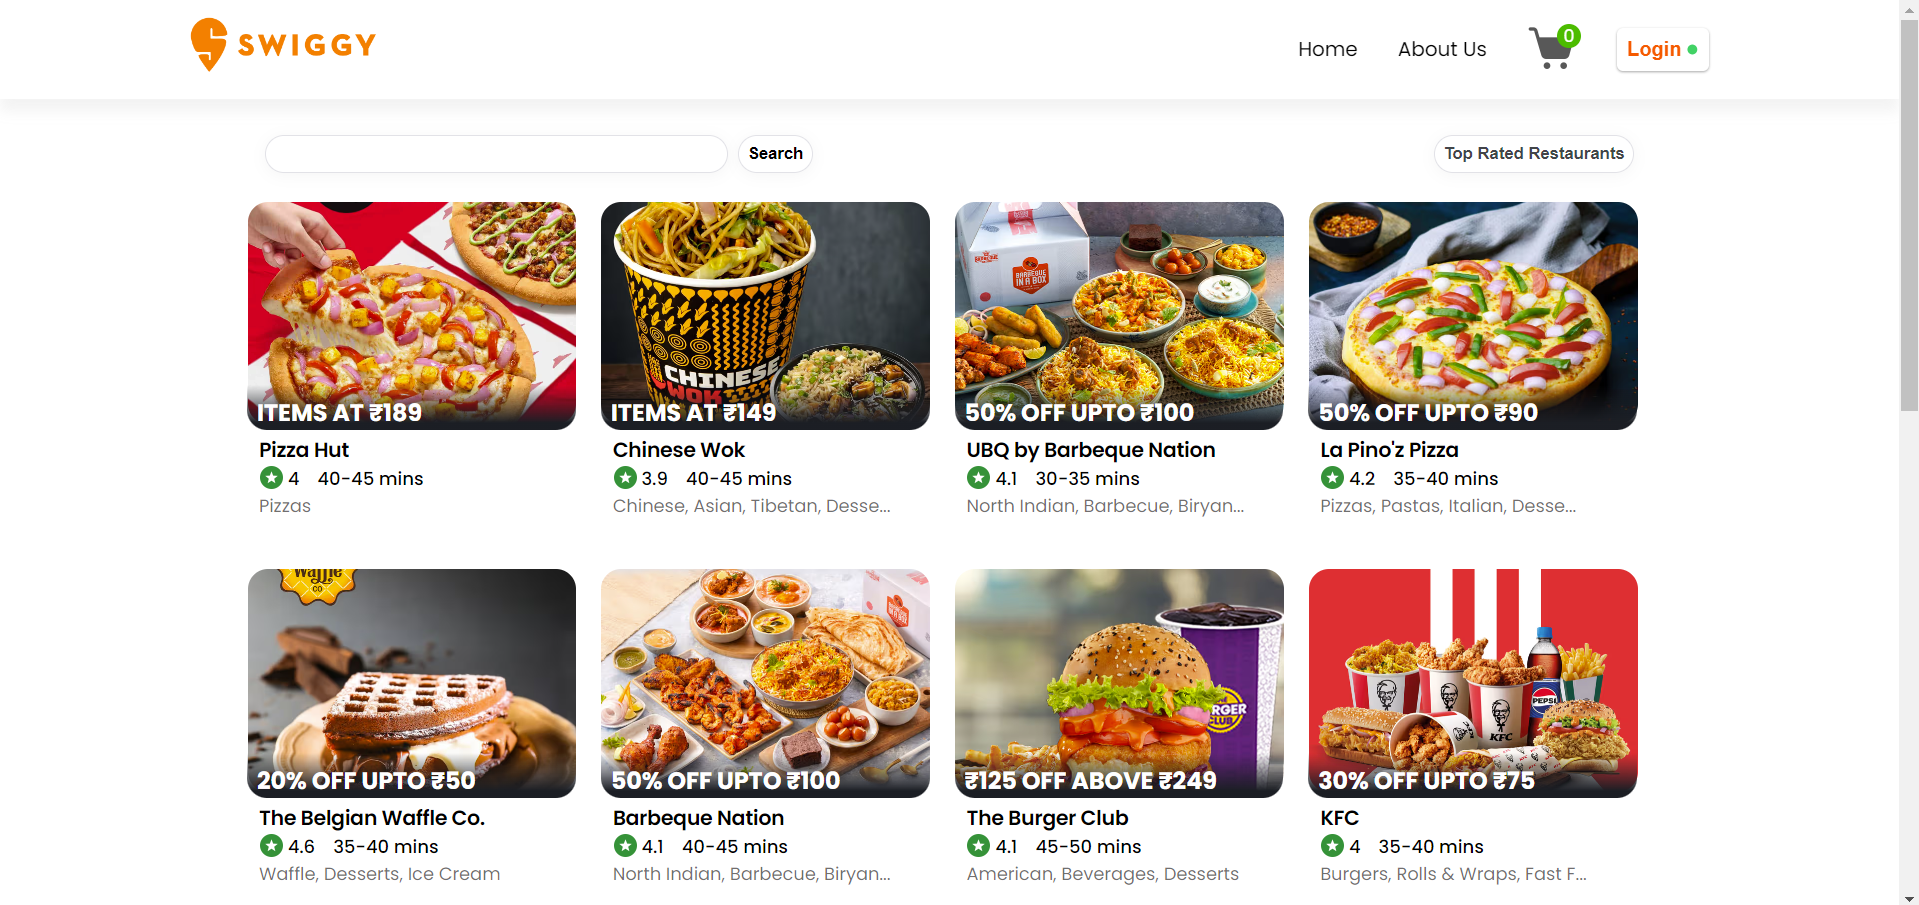 SWIGGY
Home
About Us
0
Login
Search
Top Rated Restaurants
CHINESE
WOK
BARBEQUE
IN A BOX
ITEMS AT ₹189
ITEMS AT ₹149
50% OFF UPTO ₹100
50% OFF UPTO ₹90
Pizza Hut
Chinese Wok
UBQ by Barbeque Nation
La Pino'z Pizza
4 40-45 mins
3.9 40-45 mins
4.1 30-35 mins
4.2 35-40 mins
Pizzas
Chinese, Asian, Tibetan, Desse...
North Indian, Barbecue, Biryan...
Pizzas, Pastas, Italian, Desse...
Waffle
CO
RGER
CLUB
PEPSI
KFC
20% OFF UPTO ₹50
50% OFF UPTO ₹100
₹125 OFF ABOVE ₹249
30% OFF UPTO ₹75
The Belgian Waffle Co.
Barbeque Nation
The Burger Club
KFC
4.6 35-40 mins
4.1 40-45 mins
4.1 45-50 mins
4 35-40 mins
Waffle, Desserts, Ice Cream
North Indian, Barbecue, Biryan...
American, Beverages, Desserts
Burgers, Rolls & Wraps, Fast F...